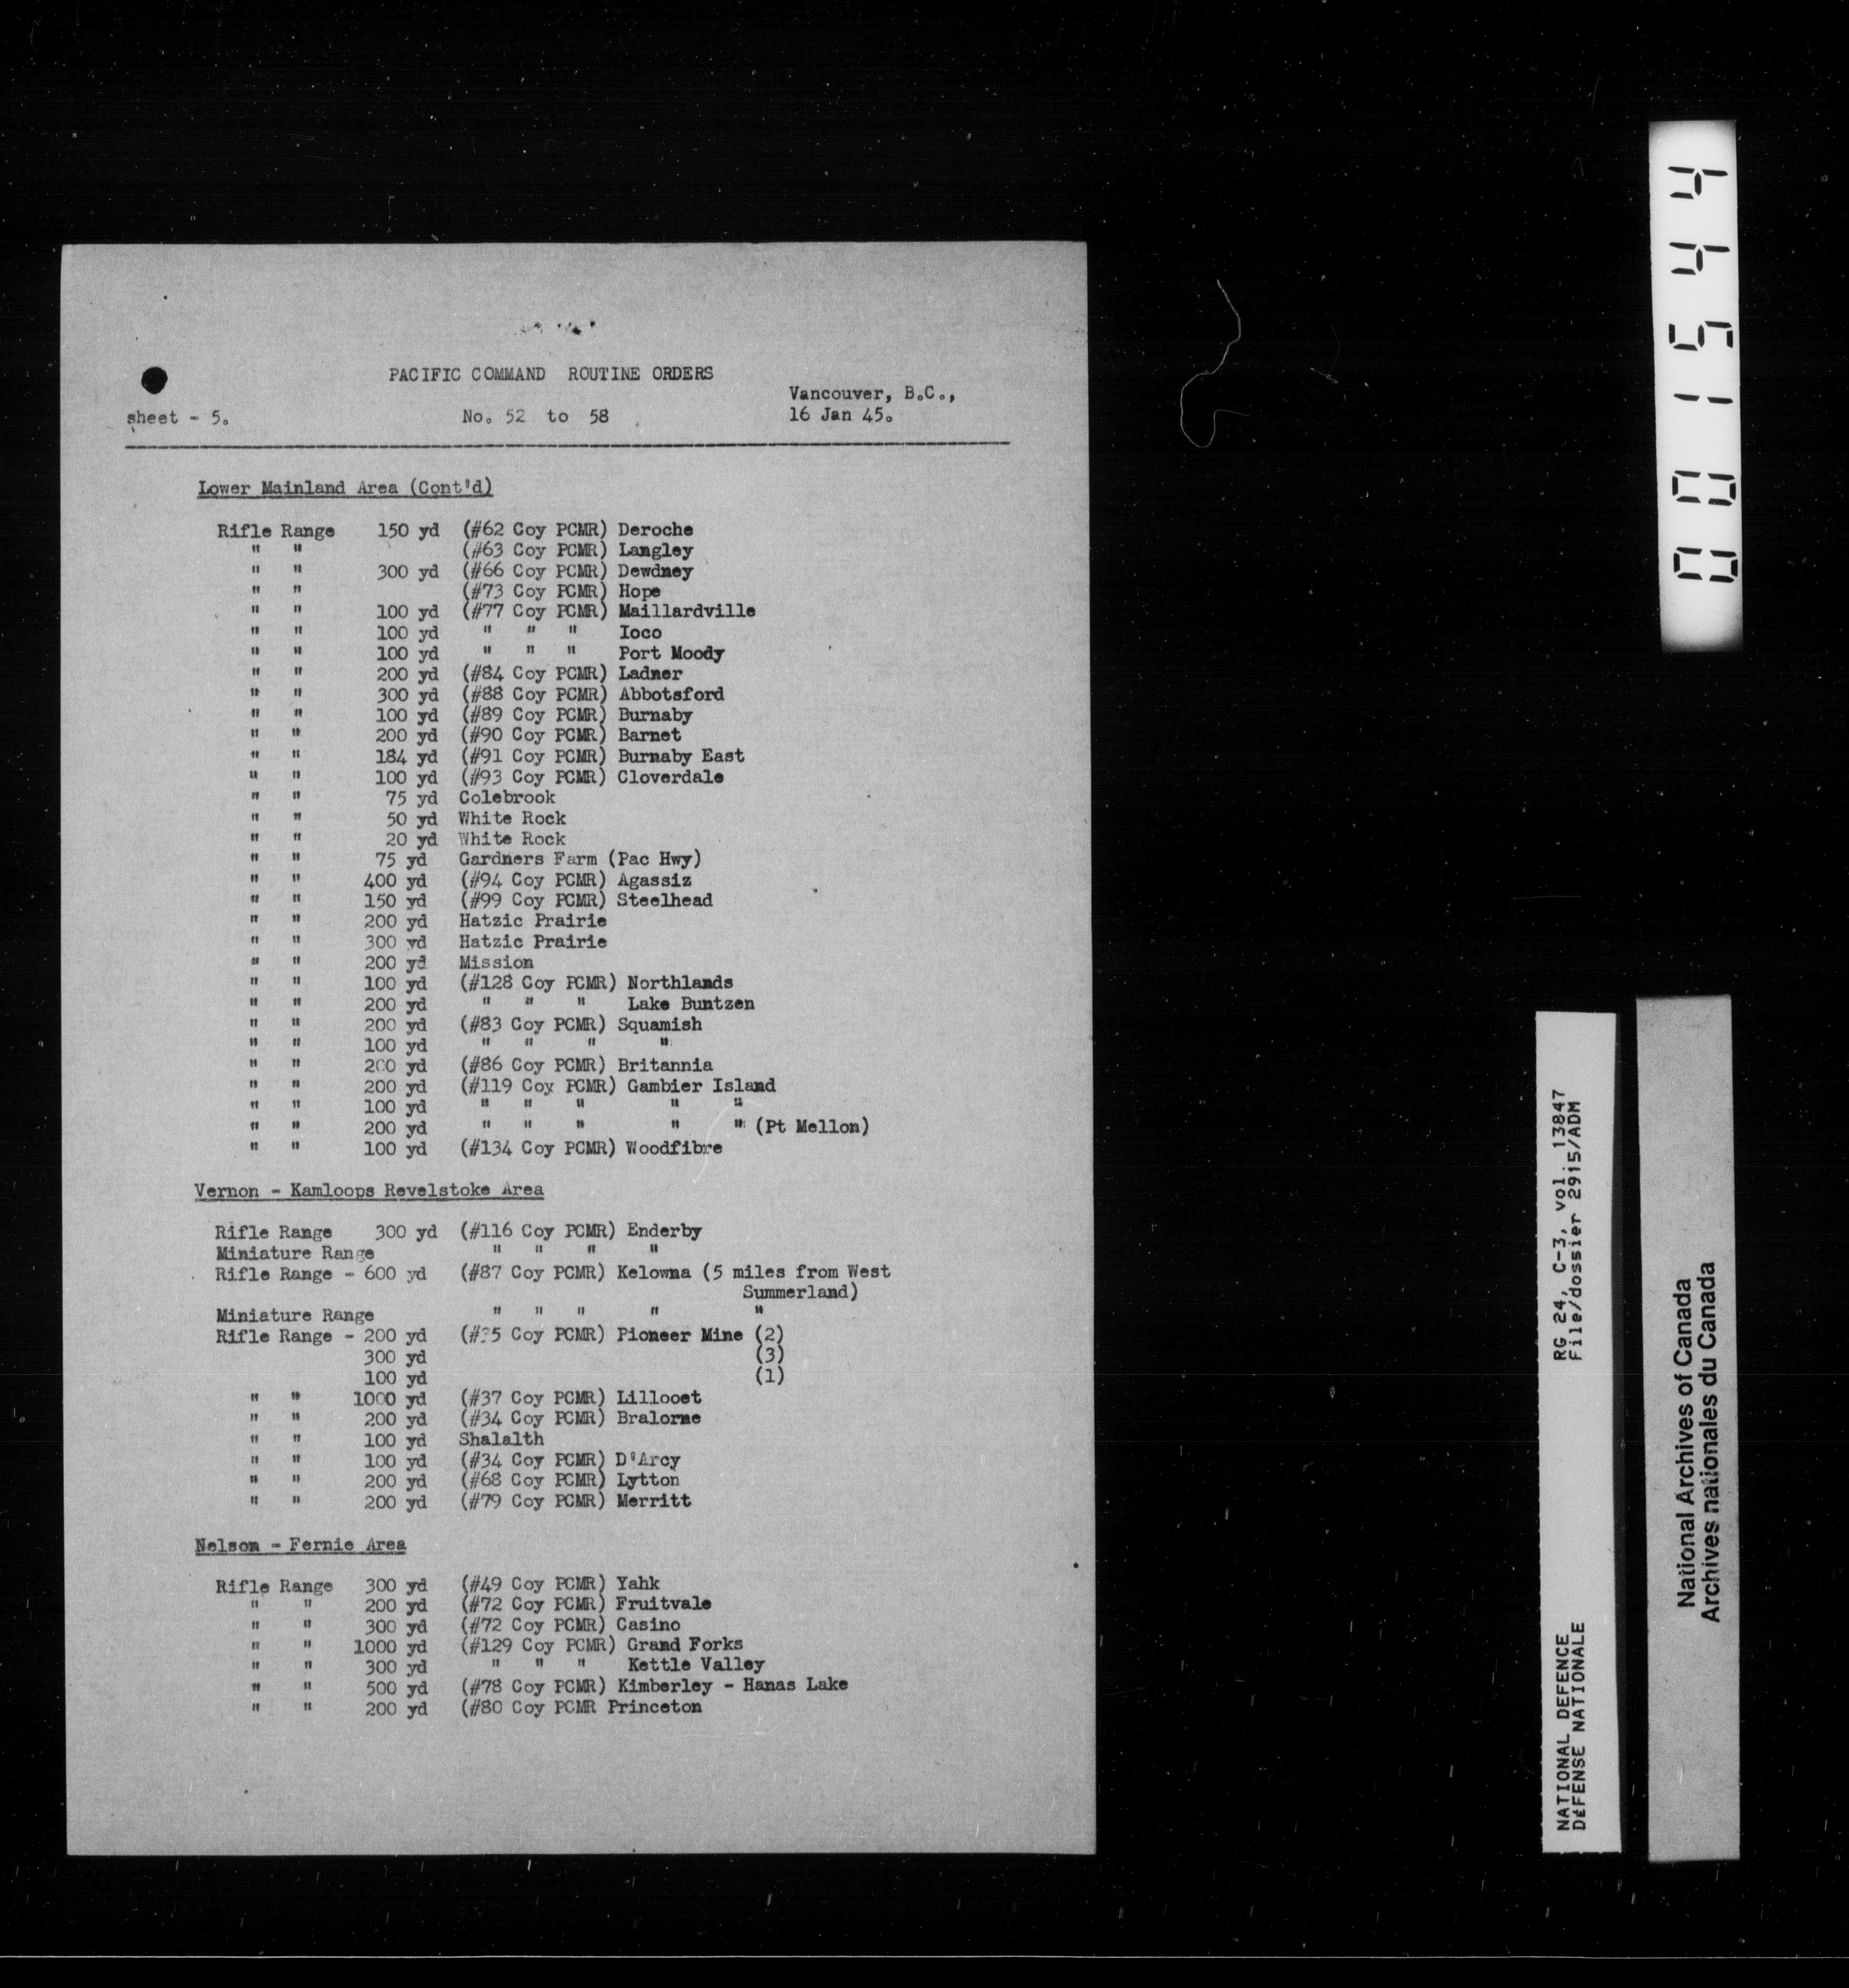 PACIFIC COMMAND ROUTINE ORDERS
Vancouver, B.C.,
sheet - 5. No. 52 to 58 16 Jan 45.
Lower Mainland Area (Cont'd)
Rifle Range 150 yd (#62 Coy PCMR) Deroche
" " (#63 Coy PCMR) Langley
" " 300 yd (#66 Coy PCMR) Dewdney
" " (#73 Coy PCMR) Hope
" " 100 yd (#77 Coy PCMR) Maillardville
" " 100 yd " " " Ioco
" " 100 yd " " " Port Moody
" " 200 yd (#84 Coy PCMR) Ladner
" " 300 yd (#88 Coy PCMR) Abbotsford
" " 100 yd (#89 Coy PCMR) Burnaby
" " 200 yd (#90 Coy PCMR) Barnet
" " 184 yd (#91 Coy PCMR) Burnaby East
" " 100 yd (#93 Coy PCMR) Cloverdale
" " 75 yd Colebrook
" " 50 yd White Rock
" " 20 yd White Rock
" " 75 yd Gardners Farm (Pac Hwy)
" " 400 yd (#94 Coy PCMR) Agassiz
" " 150 yd (#99 Coy PCMR) Steelhead
" " 200 yd Hatzic Prairie
" " 300 yd Hatzic Prairie
" " 200 yd Mission
" " 100 yd (#128 Coy PCMR) Northlands
" " 200 yd " " " Lake Buntzen
" " 200 yd (#83 Coy PCMR) Squamish
" " 100 yd " " " "
" " 200 yd (#86 Coy PCMR) Britannia
" " 200 yd (#119 Coy PCMR) Gambier Island
" " 100 yd " " " " "
" " 200 yd " " " " " (Pt Mellon)
" " 100 yd (#134 Coy PCMR) Woodfibre
Vernon - Kamloops Revelstoke Area
Rifle Range 300 yd (#116 Coy PCMR) Enderby
Miniature Range " " " "
Rifle Range - 600 yd (#87 Coy PCMR) Kelowna (5 miles from West
Summerland)
Miniature Range " " " " "
Rifle Range - 200 yd (#35 Coy PCMR) Pioneer Mine (2)
300 yd (3)
100 yd (1)
" " 1000 yd (#37 Coy PCMR) Lillooet
" " 200 yd (#34 Coy PCMR) Bralorne
" " 100 yd Shalalth
" " 100 yd (#34 Coy PCMR) D'Arcy
" " 200 yd (#68 Coy PCMR) Lytton
" " 200 yd (#79 Coy PCMR) Merritt
Nelson - Fernie Area
Rifle Range 300 yd (#49 Coy PCMR) Yahk
" " 200 yd (#72 Coy PCMR) Fruitvale
" " 300 yd (#72 Coy PCMR) Casino
" " 1000 yd (#129 Coy PCMR) Grand Forks
" " 300 yd " " " Kettle Valley
" " 500 yd (#78 Coy PCMR) Kimberley - Hanas Lake
" " 200 yd (#80 Coy PCMR Princeton
001544
NATIONAL DEFENCE RG 24, C-3, vol. 13847
DÉFENSE NATIONALE File/dossier 2915/ADM
National Archives of Canada
Archives nationales du Canada